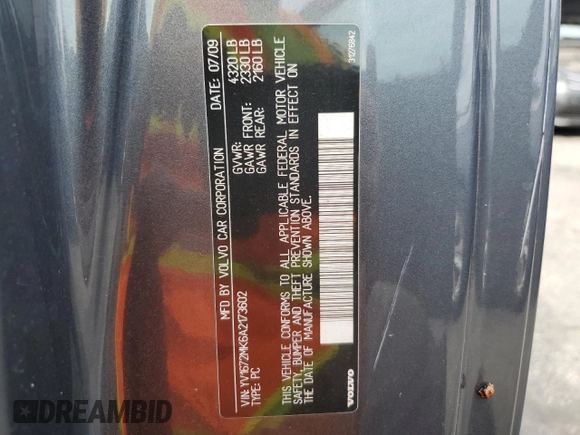 MFD BY VOLVO CAR CORPORATION DATE: 07/09
GVWR: 4320 LB
GAWR FRONT: 2330 LB
GAWR REAR: 2160 LB
VIN: YV1672MK6A2173602
TYPE: PC
THIS VEHICLE CONFORMS TO ALL APPLICABLE FEDERAL MOTOR VEHICLE
SAFETY, BUMPER AND THEFT PREVENTION STANDARDS IN EFFECT ON
THE DATE OF MANUFACTURE SHOWN ABOVE.
VOLVO 31276842
DREAMBID